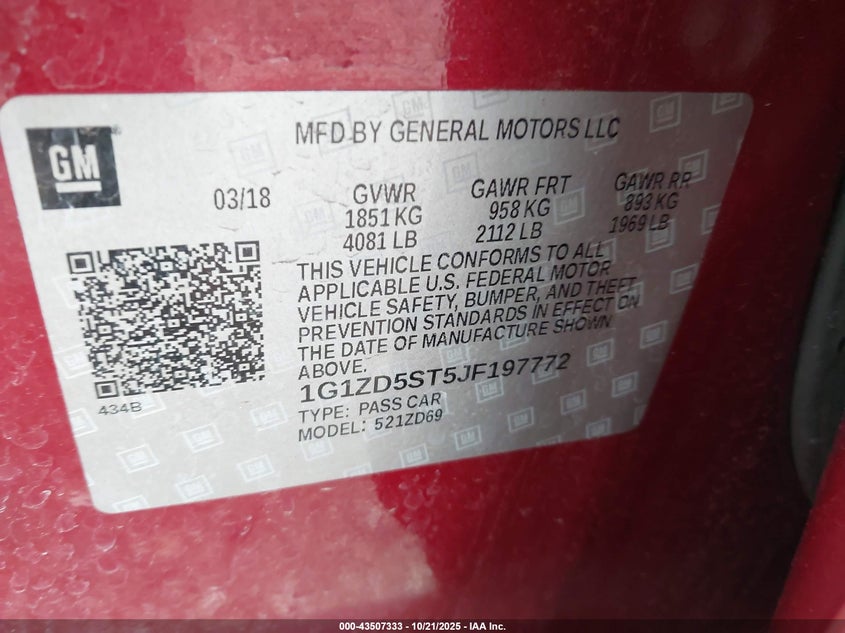 GM
MFD BY GENERAL MOTORS LLC
03/18
GVWR
1851 KG
4081 LB
GAWR FRT
958 KG
2112 LB
GAWR RR
893 KG
1969 LB
THIS VEHICLE CONFORMS TO ALL
APPLICABLE U.S. FEDERAL MOTOR
VEHICLE SAFETY, BUMPER, AND THEFT
PREVENTION STANDARDS IN EFFECT ON
THE DATE OF MANUFACTURE SHOWN
ABOVE.
1G1ZD5ST5JF197772
TYPE: PASS CAR
MODEL: 521ZD69
434B
000-43507333 - 10/21/2025 - IAA Inc.